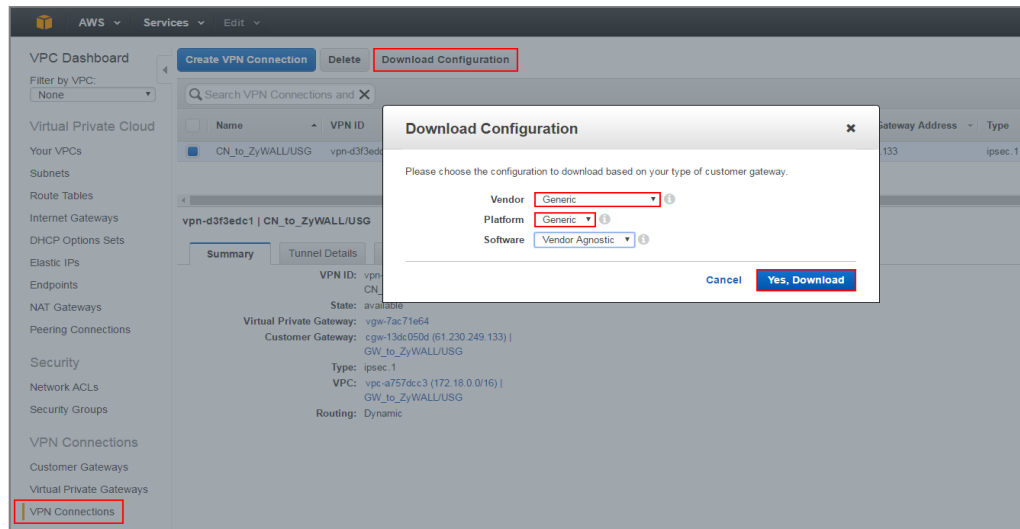 AWS Services Edit
VPC Dashboard
Filter by VPC:
None
Virtual Private Cloud
Your VPCs
Subnets
Route Tables
Internet Gateways
DHCP Options Sets
Elastic IPs
Endpoints
NAT Gateways
Peering Connections
Security
Network ACLs
Security Groups
VPN Connections
Customer Gateways
Virtual Private Gateways
VPN Connections
Create VPN Connection Delete Download Configuration
Search VPN Connections and
Name VPN ID Gateway Address Type
CN_to_ZyWALL/USG vpn-d3f3edc 133 ipsec.1
vpn-d3f3edc1 | CN_to_ZyWALL/USG
Summary Tunnel Details
VPN ID: vpn-
CN_
State: available
Virtual Private Gateway: vgw-7ac71e64
Customer Gateway: cgw-13dc050d (61.230.249.133) |
GW_to_ZyWALL/USG
Type: ipsec.1
VPC: vpc-a757dcc3 (172.18.0.0/16) |
GW_to_ZyWALL/USG
Routing: Dynamic
Download Configuration
Please choose the configuration to download based on your type of customer gateway.
Vendor Generic
Platform Generic
Software Vendor Agnostic
Cancel Yes, Download